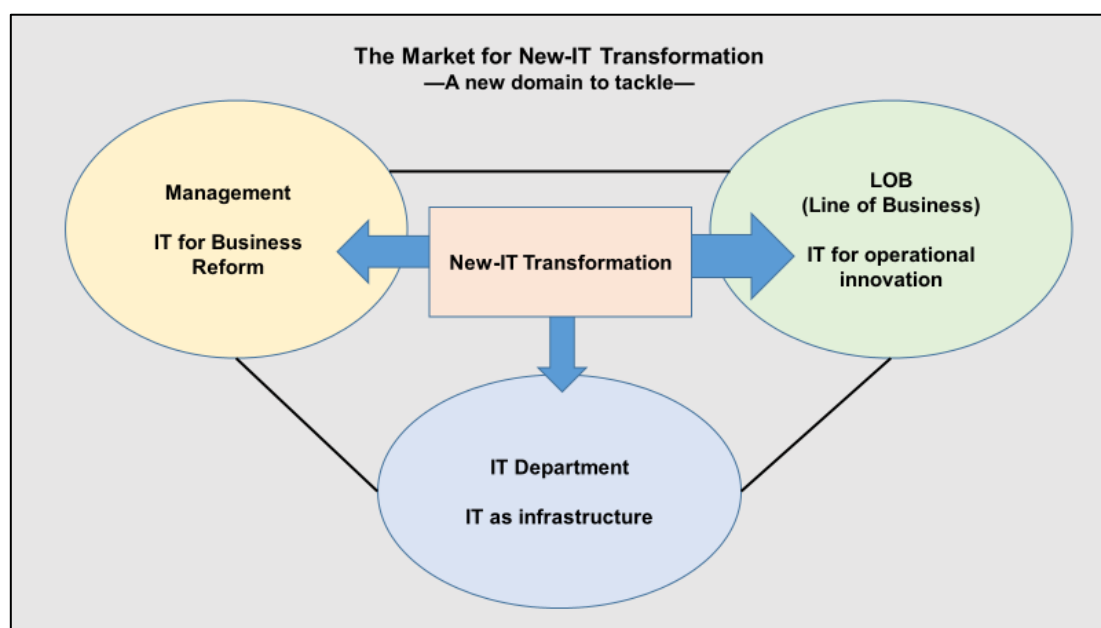 The Market for New-IT Transformation
—A new domain to tackle—
Management
IT for Business
Reform
New-IT Transformation
LOB
(Line of Business)
IT for operational
innovation
IT Department
IT as infrastructure